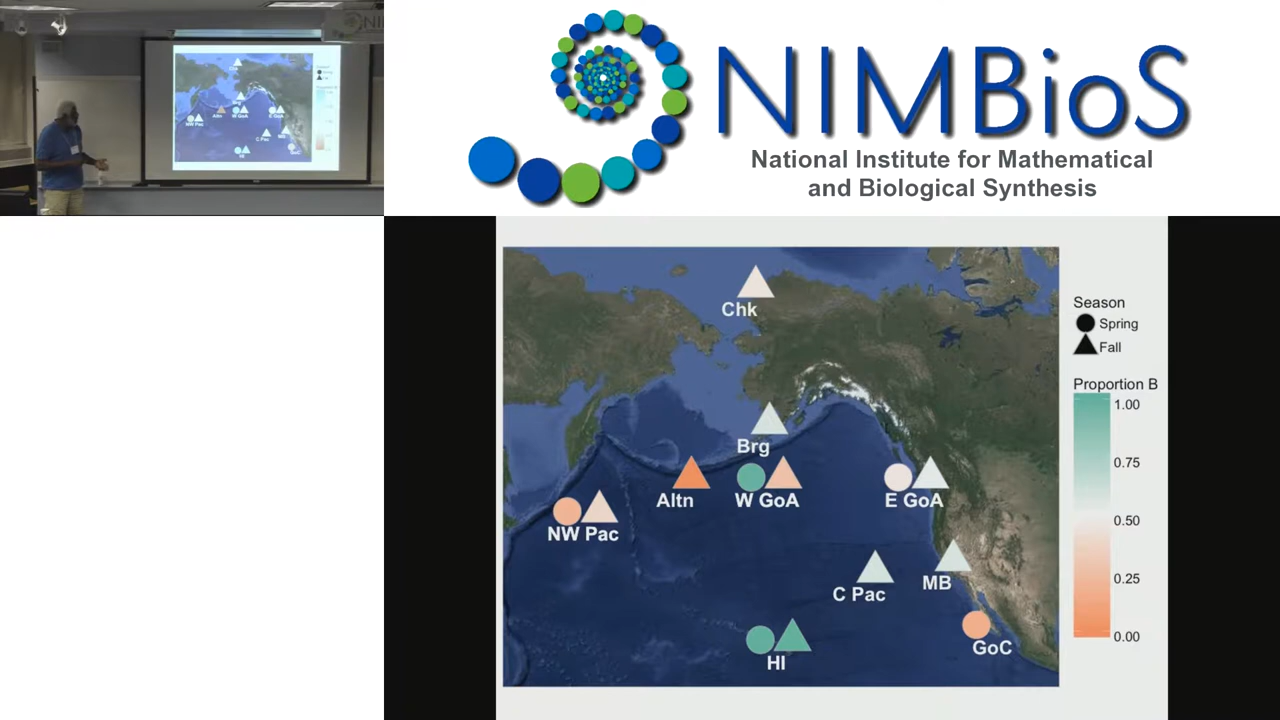 NIMBioS
National Institute for Mathematical
and Biological Synthesis
Chk
Brg
Altn
W GoA
E GoA
NW Pac
C Pac
MB
GoC
HI
Season
Spring
Fall
Proportion B
1.00
0.75
0.50
0.25
0.00